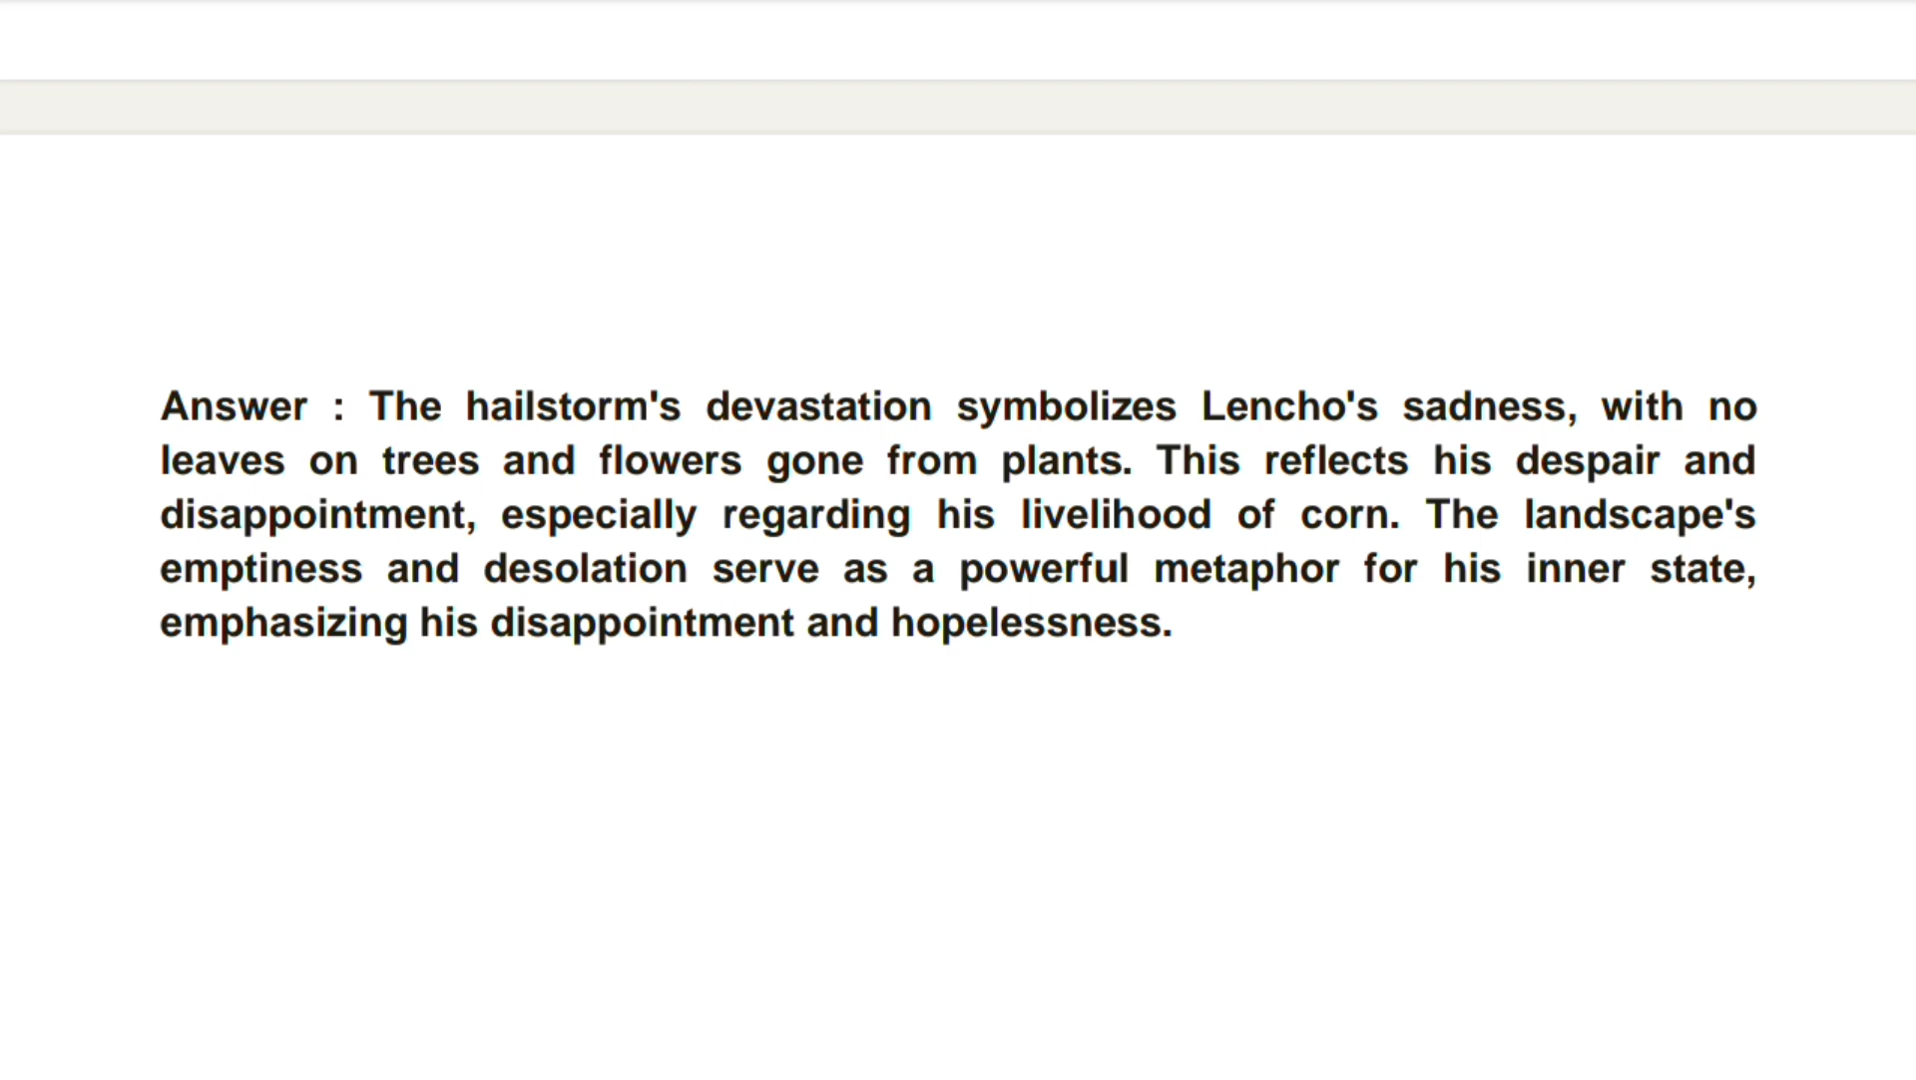 Answer : The hailstorm's devastation symbolizes Lencho's sadness, with no
leaves on trees and flowers gone from plants. This reflects his despair and
disappointment, especially regarding his livelihood of corn. The landscape's
emptiness and desolation serve as a powerful metaphor for his inner state,
emphasizing his disappointment and hopelessness.